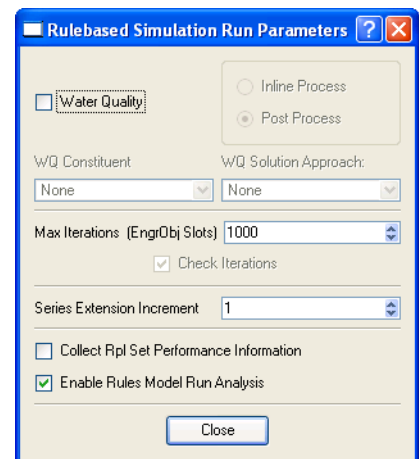 Rulebased Simulation Run Parameters
Water Quality
Inline Process
Post Process
WQ Constituent WQ Solution Approach:
None None
Max Iterations (EngrObj Slots) 1000
Check Iterations
Series Extension Increment 1
Collect Rpl Set Performance Information
Enable Rules Model Run Analysis
Close